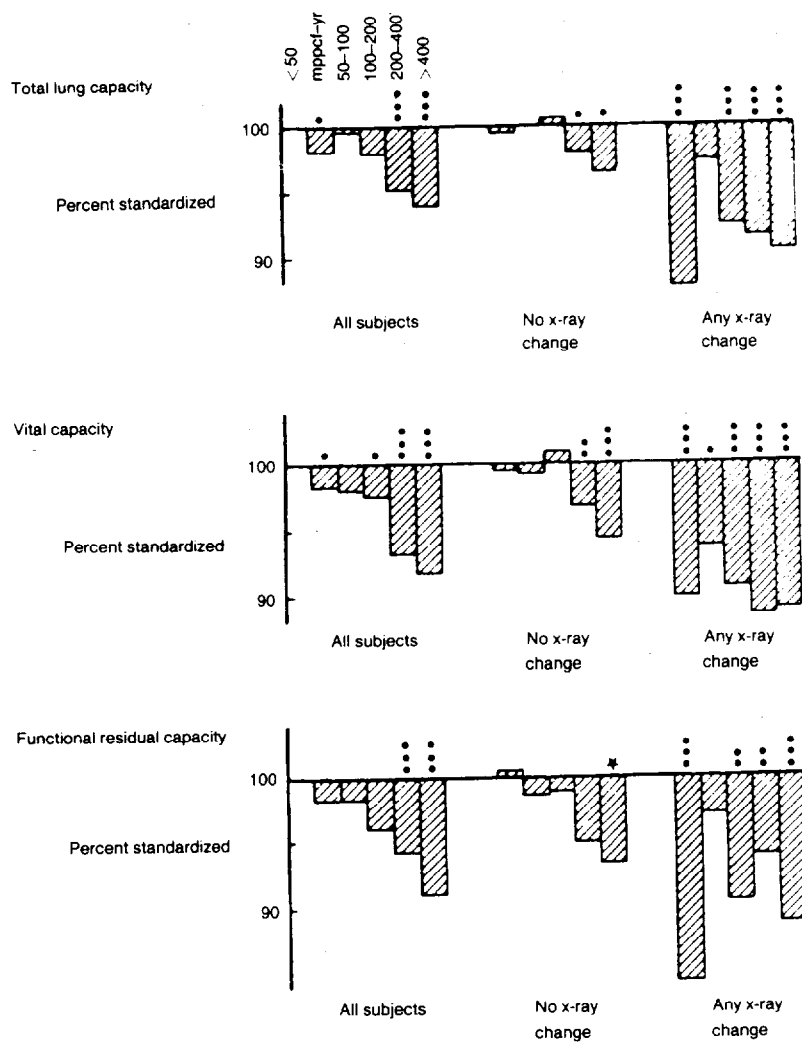 < 50
mppcf-yr
50-100
100-200
200-400
> 400
Total lung capacity
100
Percent standardized
90
All subjects
No x-ray
change
Any x-ray
change
Vital capacity
100
Percent standardized
90
All subjects
No x-ray
change
Any x-ray
change
Functional residual capacity
100
Percent standardized
90
All subjects
No x-ray
change
Any x-ray
change